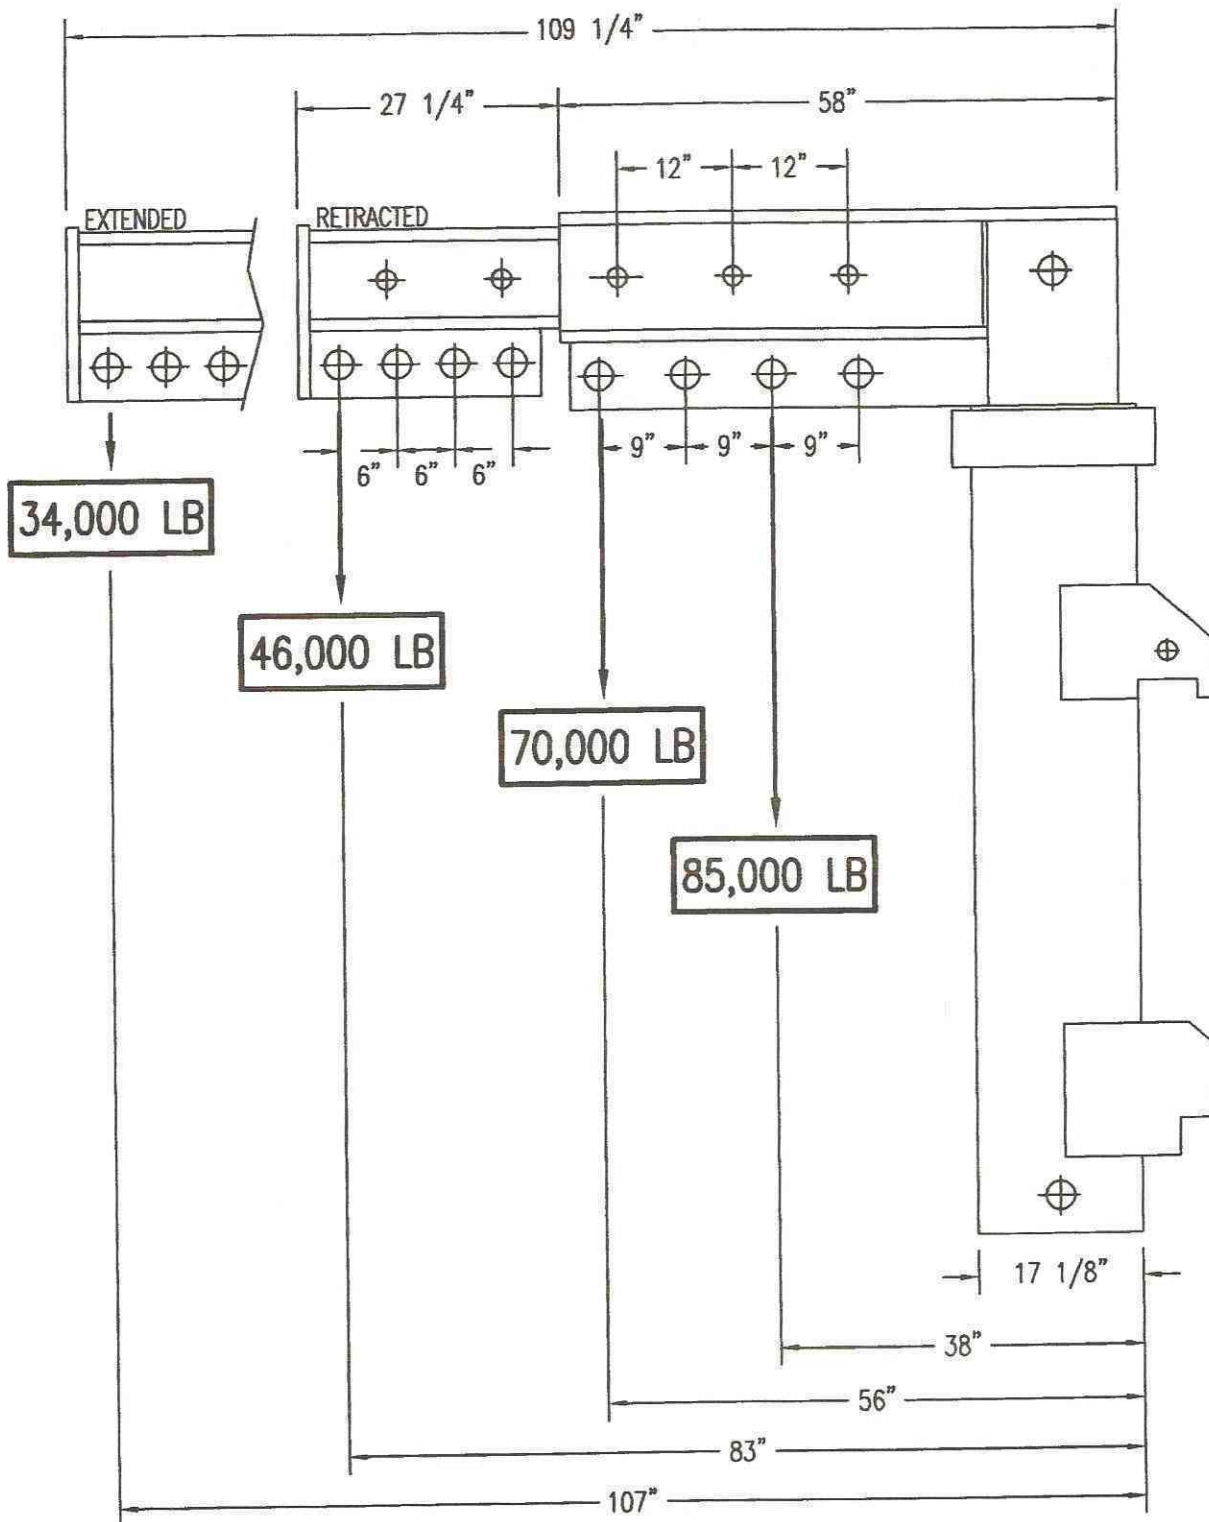 109 1/4"
27 1/4"
58"
12"
12"
EXTENDED
RETRACTED
9"
9"
9"
6"
6"
6"
34,000 LB
46,000 LB
70,000 LB
85,000 LB
17 1/8"
38"
56"
83"
107"